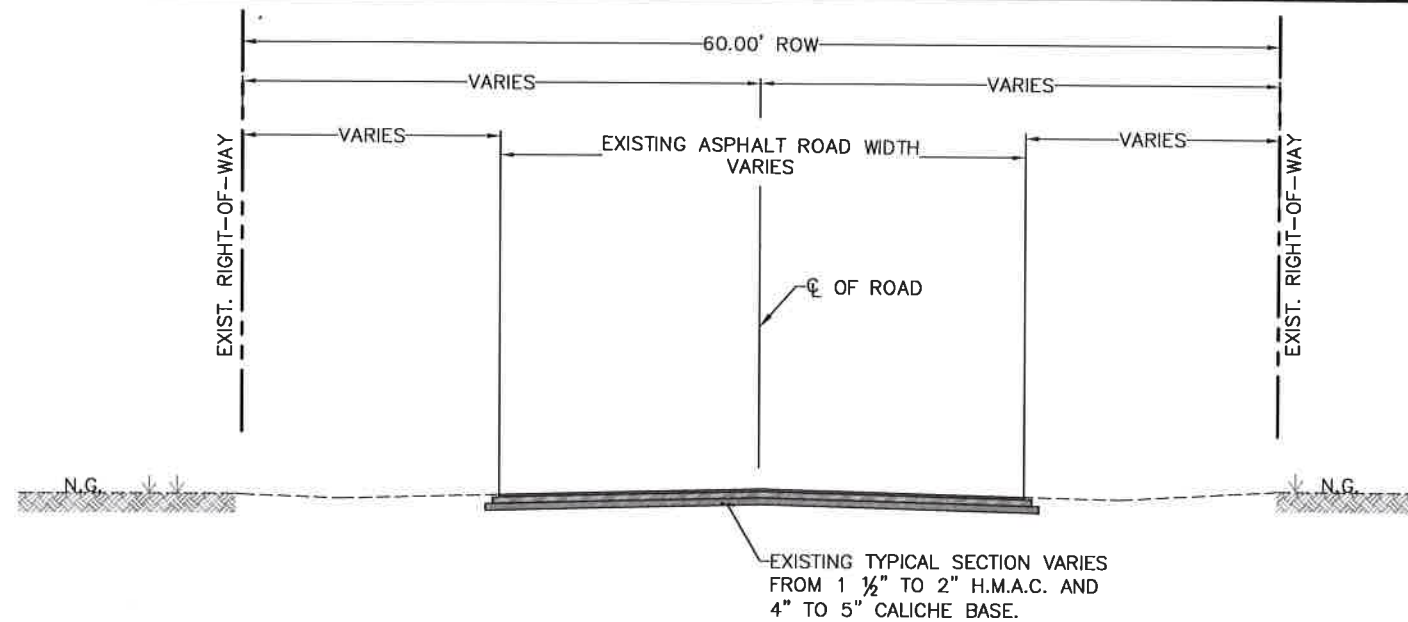 60.00' ROW
VARIES
VARIES
VARIES
EXISTING ASPHALT ROAD WIDTH
VARIES
VARIES
EXIST. RIGHT-OF-WAY
EXIST. RIGHT-OF-WAY
℄ OF ROAD
N.G.
N.G.
EXISTING TYPICAL SECTION VARIES
FROM 1 ½" TO 2" H.M.A.C. AND
4" TO 5" CALICHE BASE.